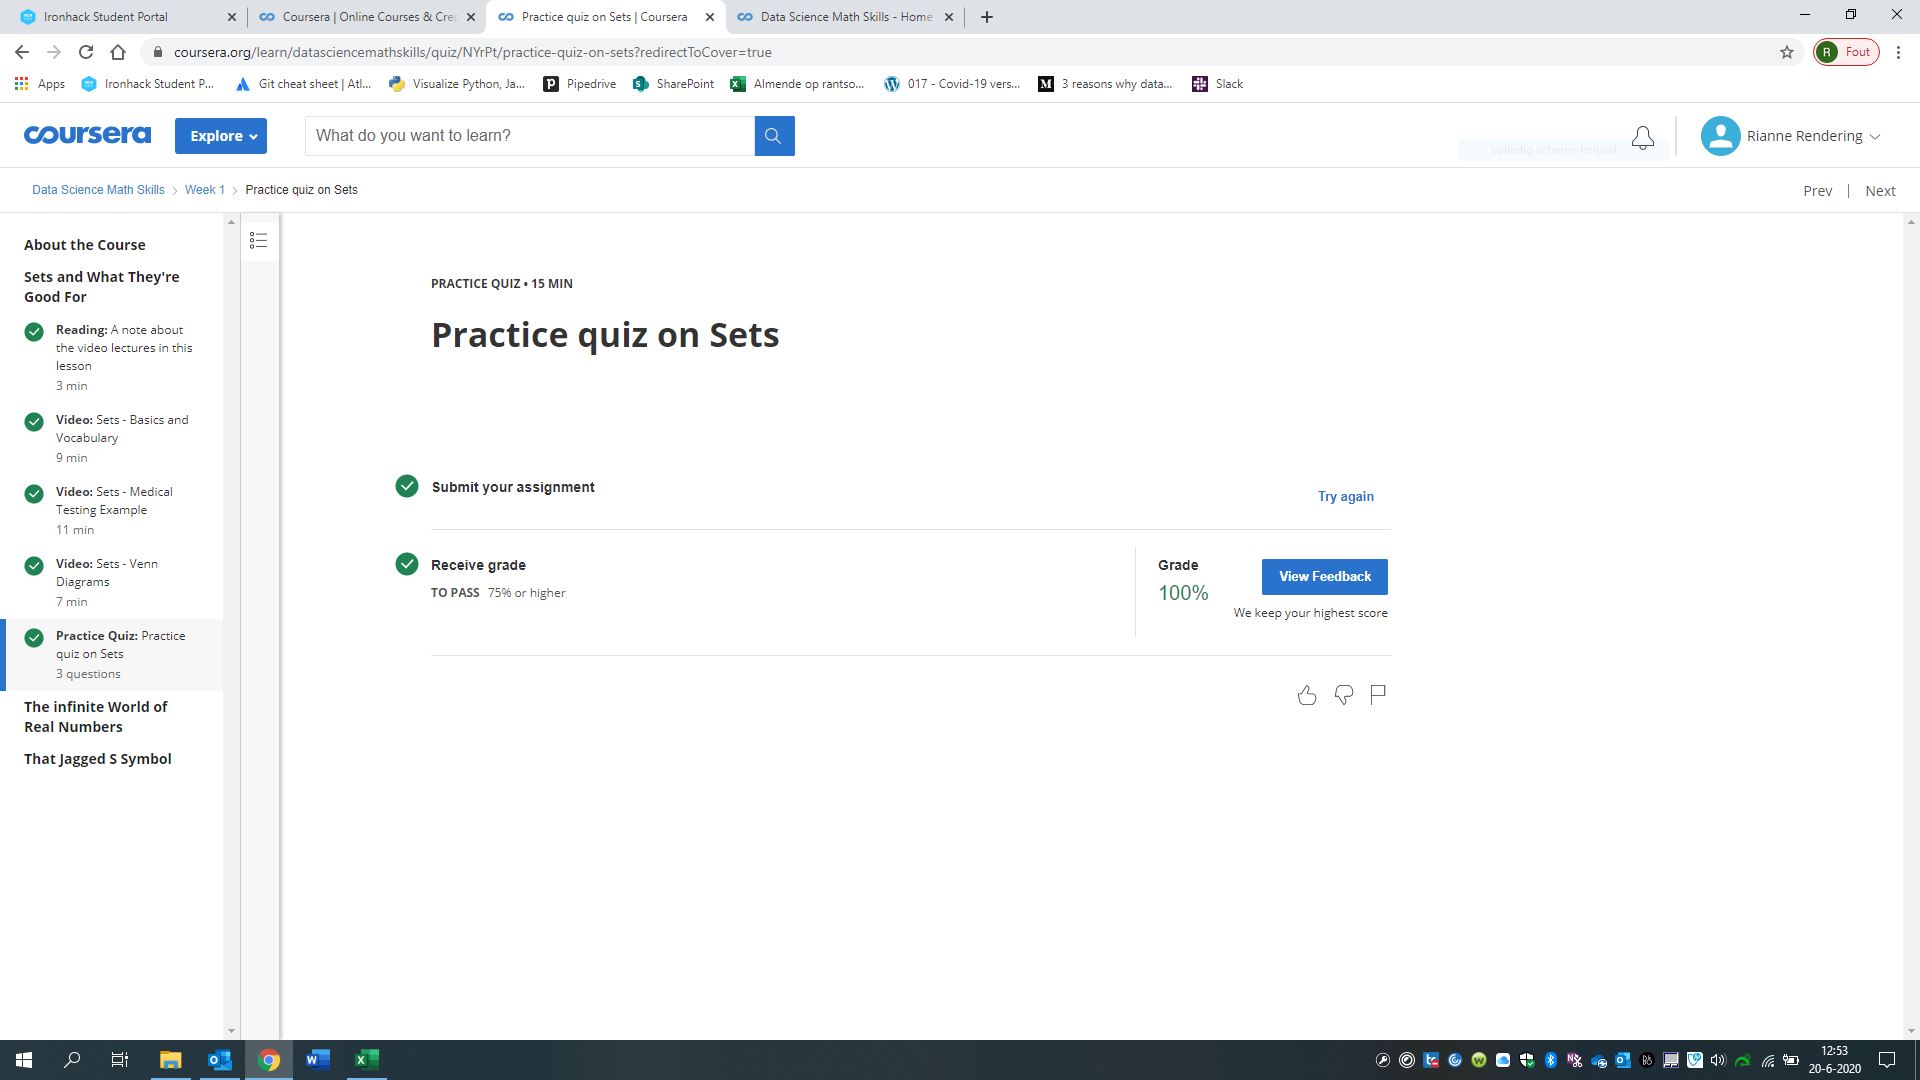 Ironhack Student Portal
Coursera | Online Courses & Cre
Practice quiz on Sets | Coursera
Data Science Math Skills - Home
coursera.org/learn/datasciencemathskills/quiz/NYrPt/practice-quiz-on-sets?redirectToCover=true
R Fout
Apps
Ironhack Student P...
Git cheat sheet | Atl...
Visualize Python, Ja...
Pipedrive
SharePoint
Almende op rantso...
017 - Covid-19 vers...
3 reasons why data...
Slack
coursera
Explore
What do you want to learn?
Volledig scherm-knipsel
Rianne Rendering
Data Science Math Skills
Week 1
Practice quiz on Sets
Prev | Next
About the Course
Sets and What They're
Good For
Reading: A note about
the video lectures in this
lesson
3 min
Video: Sets - Basics and
Vocabulary
9 min
Video: Sets - Medical
Testing Example
11 min
Video: Sets - Venn
Diagrams
7 min
Practice Quiz: Practice
quiz on Sets
3 questions
The infinite World of
Real Numbers
That Jagged S Symbol
PRACTICE QUIZ • 15 MIN
Practice quiz on Sets
Submit your assignment
Try again
Receive grade
TO PASS 75% or higher
Grade
100%
View Feedback
We keep your highest score
12:53
20-6-2020